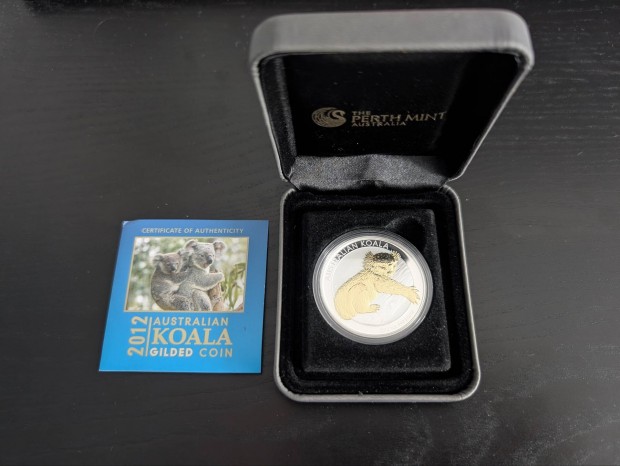 THE
PERTH MINT
AUSTRALIA
CERTIFICATE OF AUTHENTICITY
2012
AUSTRALIAN
KOALA
GILDED COIN
AUSTRALIAN KOALA